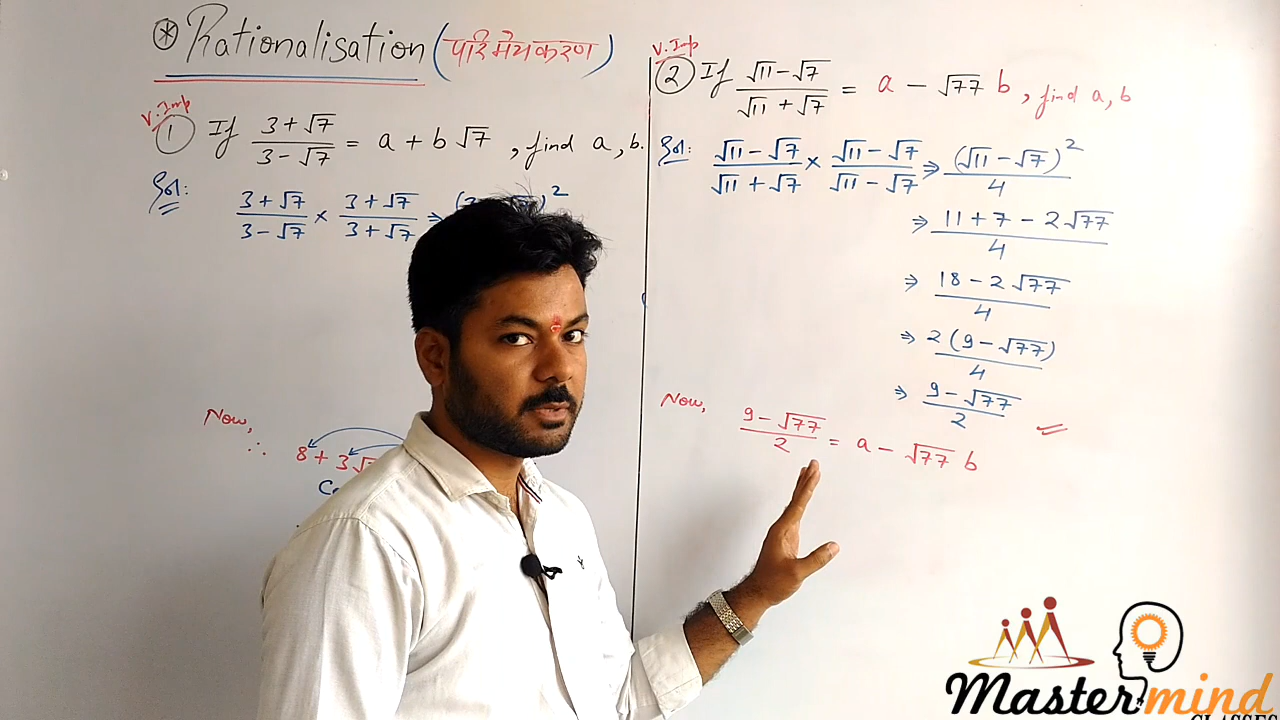 * Rationalisation (परिमेयकरण)
V.Imp
① If (3+√7)/(3-√7) = a + b√7, find a, b.
Sol:
(3+√7)/(3-√7) × (3+√7)/(3+√7) ⇒
Now,
∴ 8 + 3√
V.Imp
② If (√11-√7)/(√11+√7) = a - √77 b, find a, b
Sol: (√11-√7)/(√11+√7) × (√11-√7)/(√11-√7) ⇒ (√11-√7)²/4
⇒ (11+7-2√77)/4
⇒ (18-2√77)/4
⇒ 2(9-√77)/4
⇒ (9-√77)/2
Now, (9-√77)/2 = a - √77 b
Mastermind
CLASSES